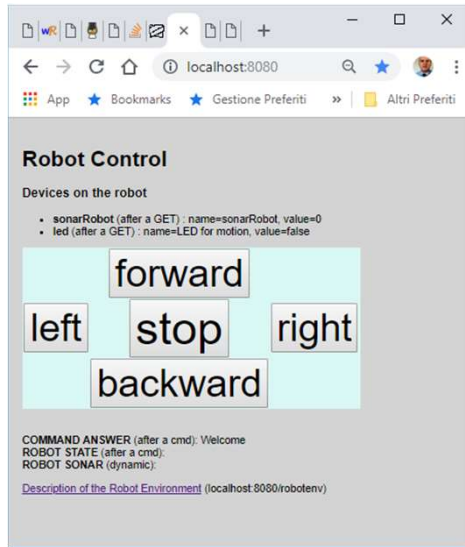 localhost:8080
App Bookmarks Gestione Preferiti » Altri Preferiti
Robot Control
Devices on the robot
• sonarRobot (after a GET) : name=sonarRobot, value=0
• led (after a GET) : name=LED for motion, value=false
forward
left stop right
backward
COMMAND ANSWER (after a cmd): Welcome
ROBOT STATE (after a cmd):
ROBOT SONAR (dynamic):
Description of the Robot Environment (localhost:8080/robotenv)